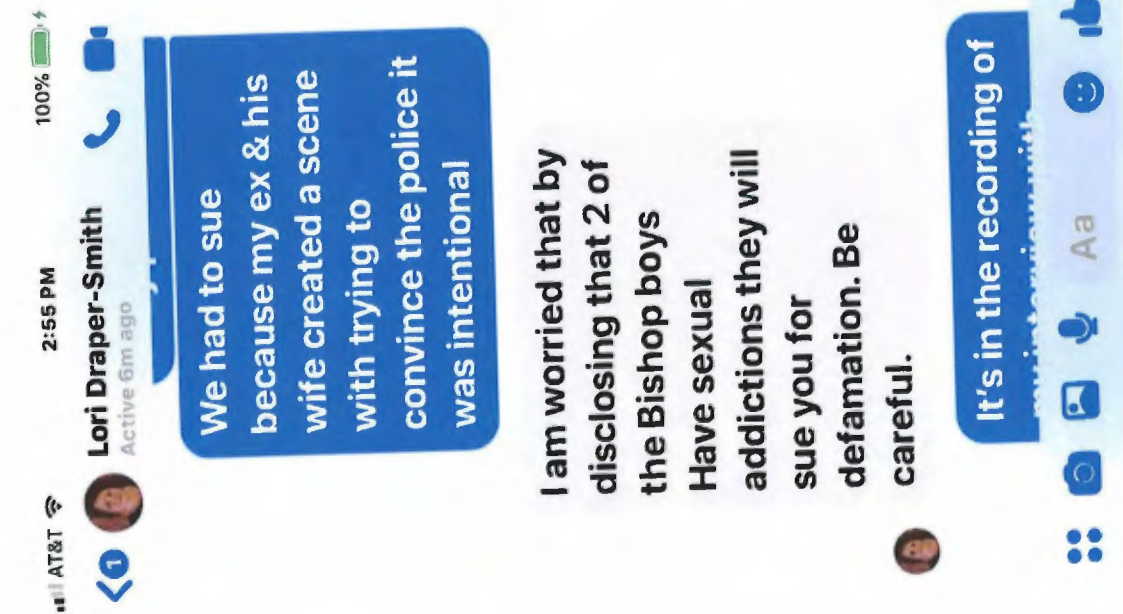 AT&T 2:55 PM 100%
1
Lori Draper-Smith
Active 6m ago
We had to sue
because my ex & his
wife created a scene
with trying to
convince the police it
was intentional
I am worried that by
disclosing that 2 of
the Bishop boys
Have sexual
addictions they will
sue you for
defamation. Be
careful.
It's in the recording of
Aa